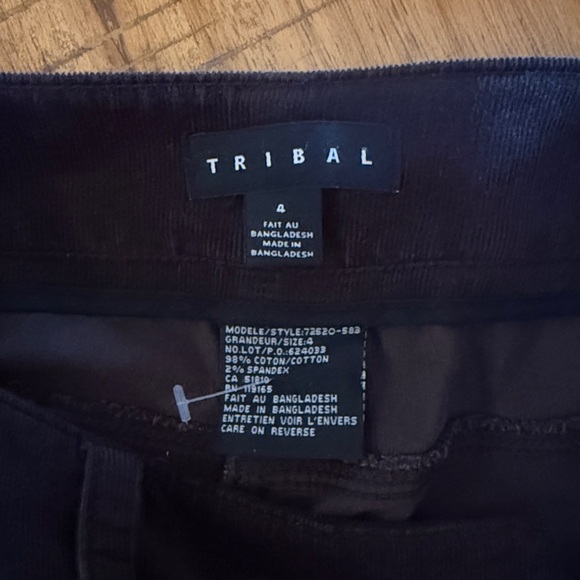 TRIBAL
4
FAIT AU
BANGLADESH
MADE IN
BANGLADESH
MODELE/STYLE:72520-583
GRANDEUR/SIZE:4
NO.LOT/P.O.:624033
98% COTON/COTTON
2% SPANDEX
CA 51810
RN 119165
FAIT AU BANGLADESH
MADE IN BANGLADESH
ENTRETIEN VOIR L'ENVERS
CARE ON REVERSE